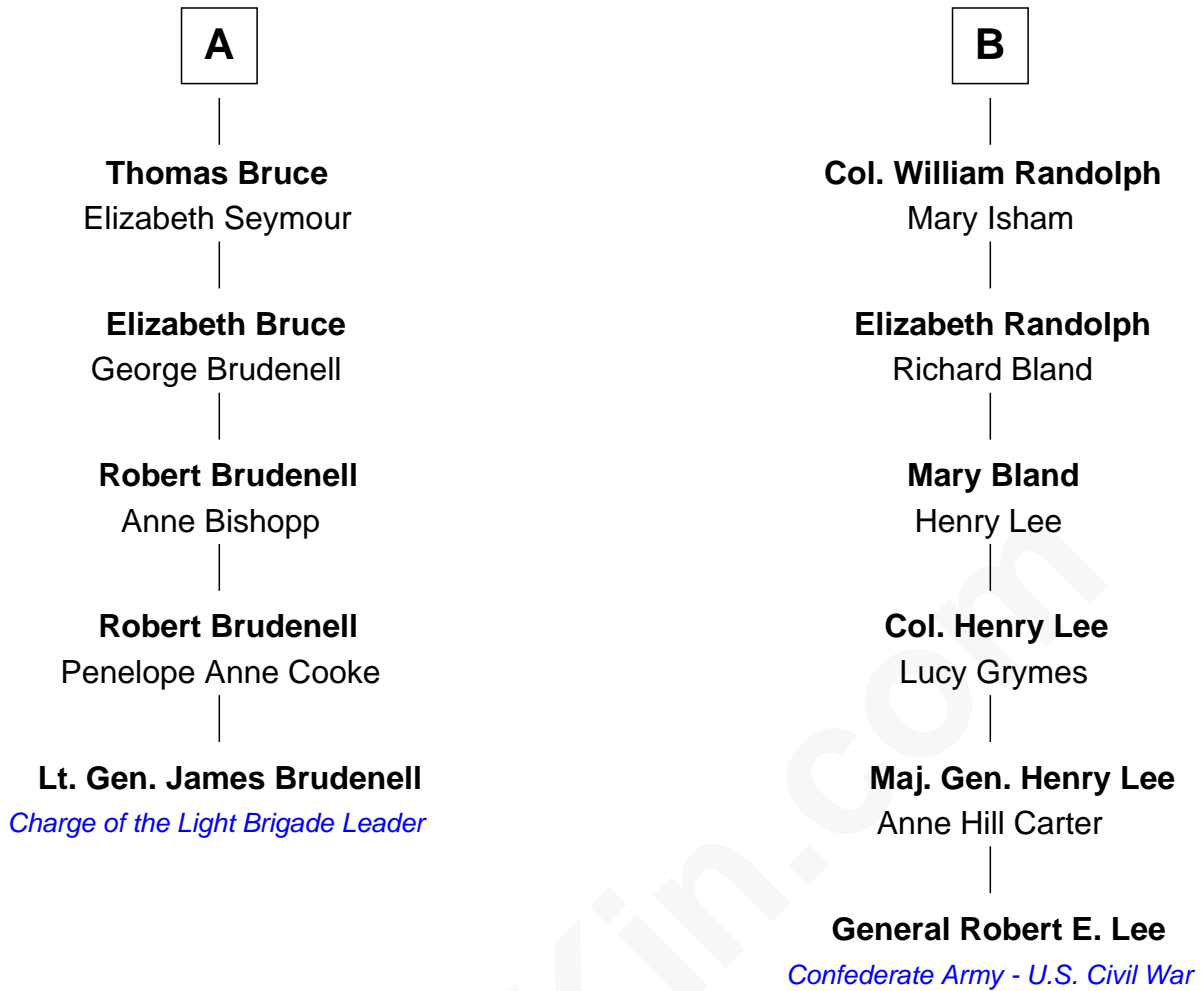 A
Thomas Bruce
Elizabeth Seymour
Elizabeth Bruce
George Brudenell
Robert Brudenell
Anne Bishopp
Robert Brudenell
Penelope Anne Cooke
Lt. Gen. James Brudenell
Charge of the Light Brigade Leader
B
Col. William Randolph
Mary Isham
Elizabeth Randolph
Richard Bland
Mary Bland
Henry Lee
Col. Henry Lee
Lucy Grymes
Maj. Gen. Henry Lee
Anne Hill Carter
General Robert E. Lee
Confederate Army - U.S. Civil War
Kin.com